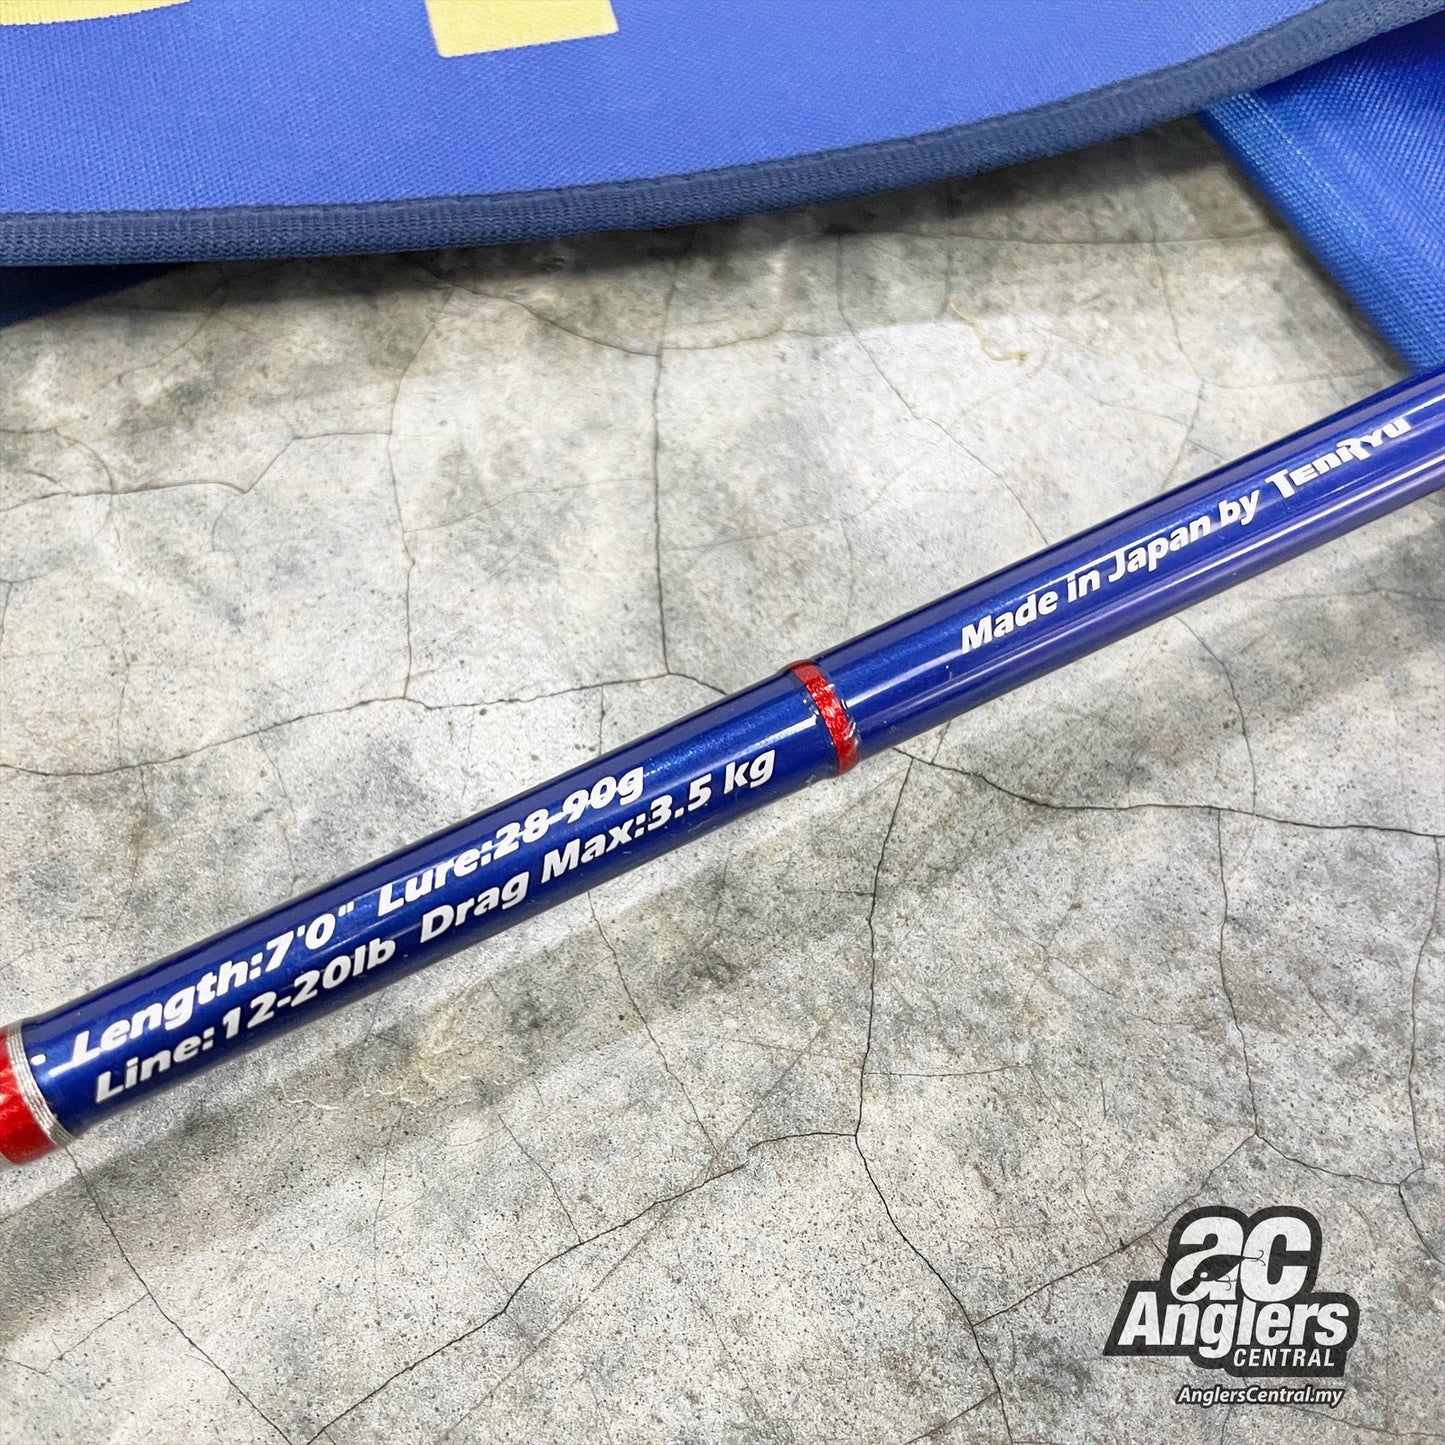 Made in Japan by TenRyu
Length:7'0" Lure:28-90g
Line:12-20lb Drag Max:3.5 kg
ac
Anglers
CENTRAL
AnglersCentral.my